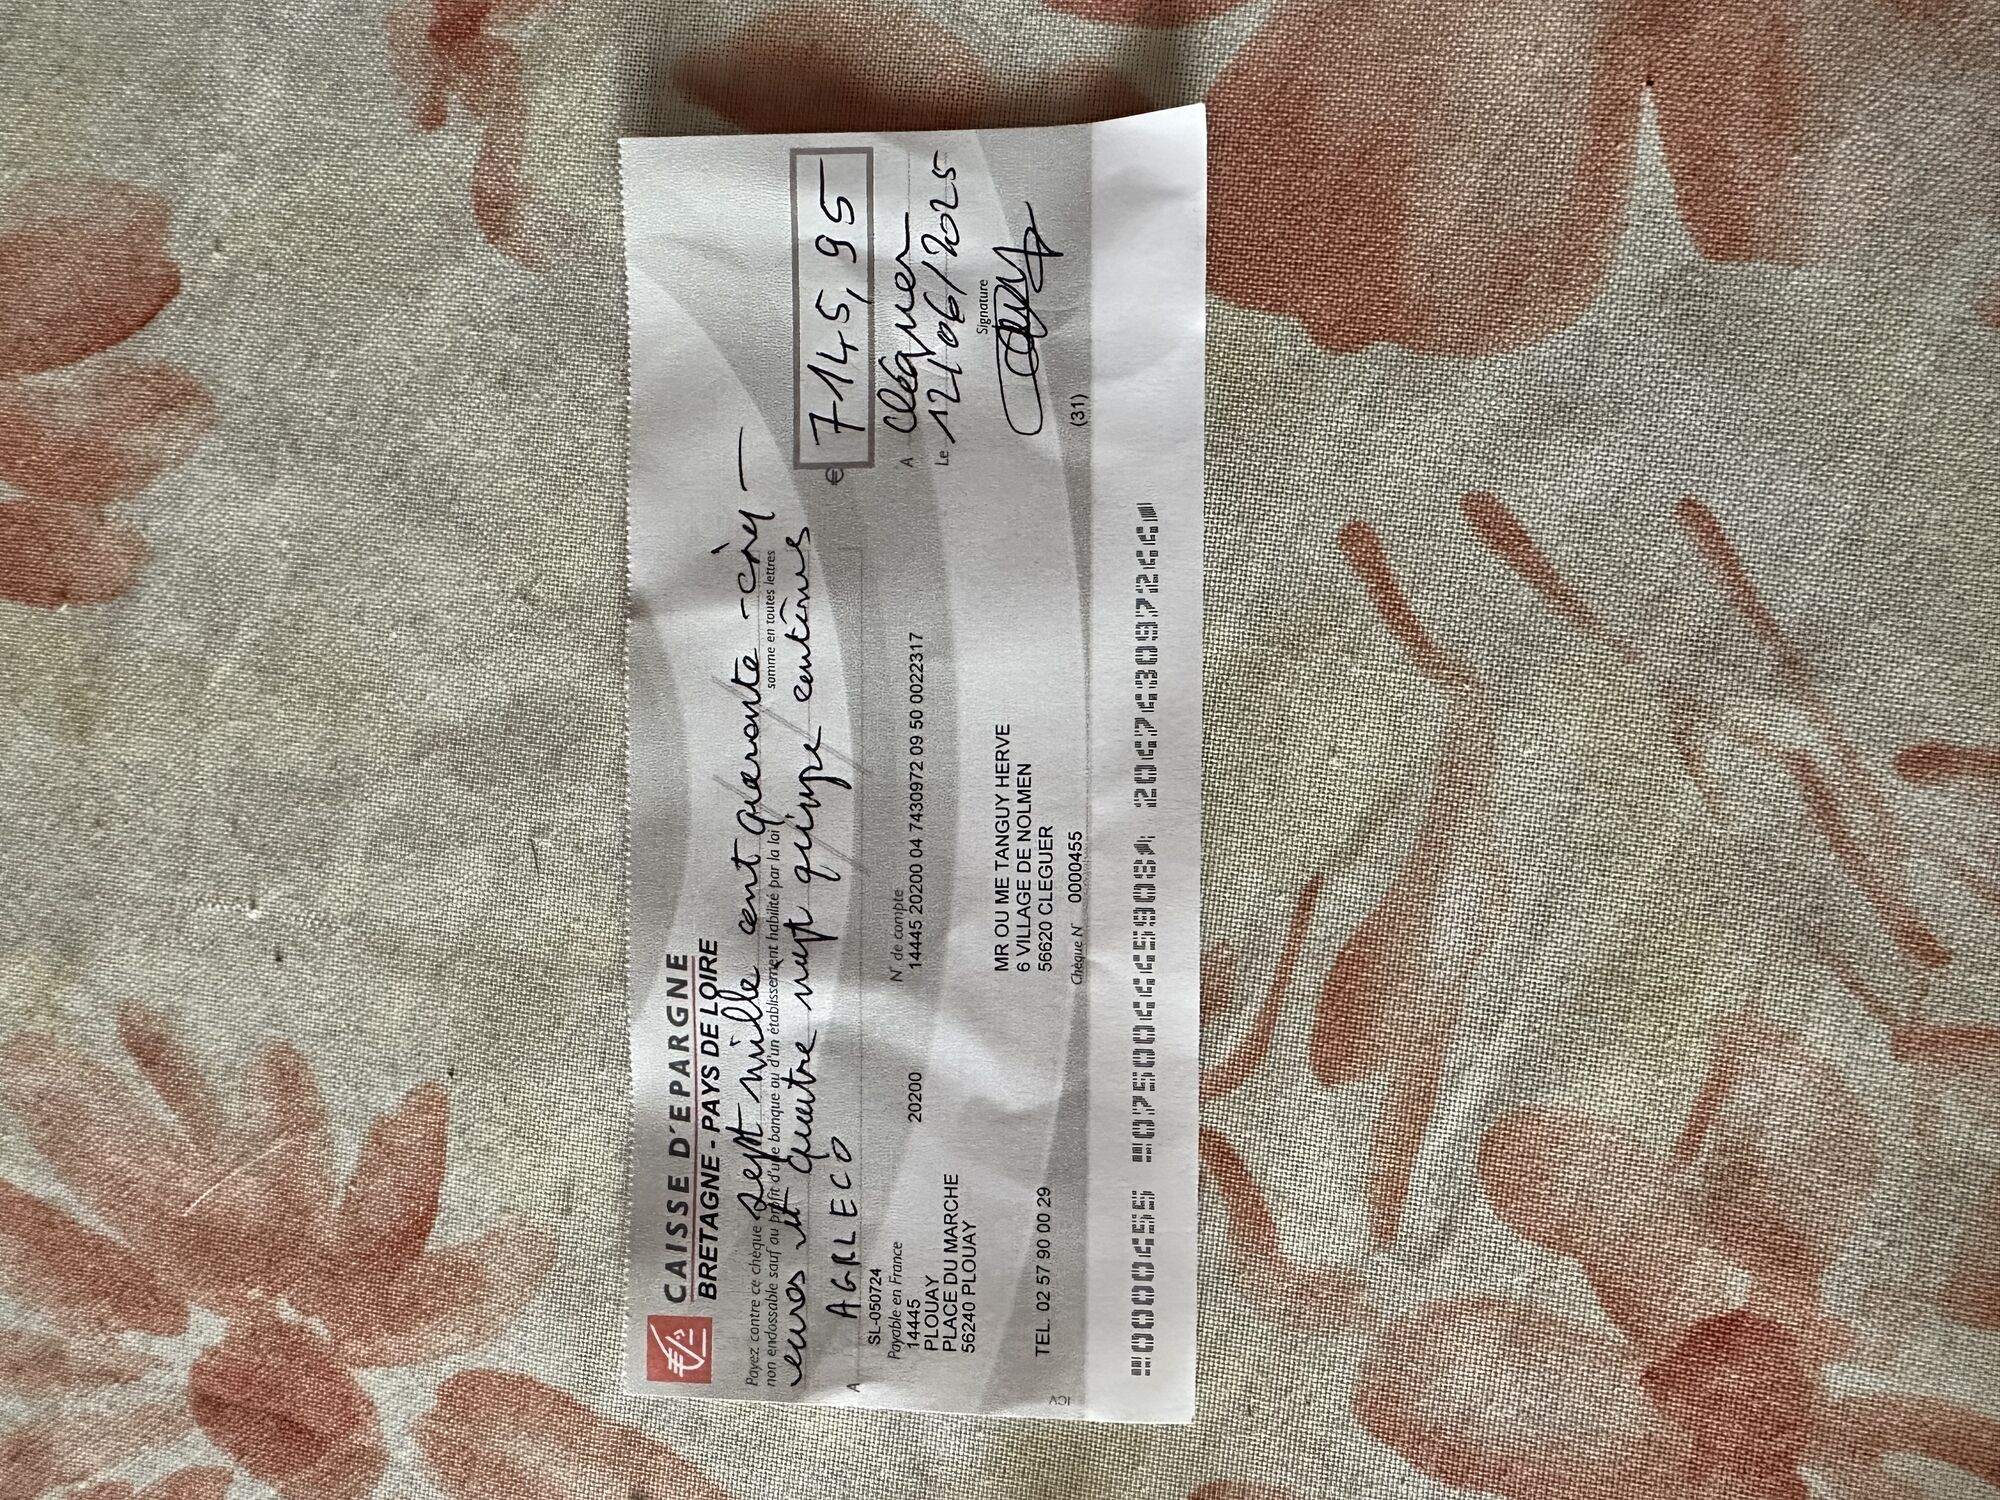 CAISSE D'EPARGNE
BRETAGNE - PAYS DE LOIRE
Payez contre ce chèque sept mille cent quarante - cinq
non endossable sauf au profit d'une banque ou d'un établissement habilité par la loi
somme en toutes lettres
euros et quatre vingt quinze centimes
€ 7145,95
A AGRLECO
A Cléguer
Le 12/06/2025
SL-050724
Payable en France
14445
PLOUAY
PLACE DU MARCHE
56240 PLOUAY
20200
N° de compte
14445 20200 04 7430972 09 50 0022317
Signature
MR OU ME TANGUY HERVE
6 VILLAGE DE NOLMEN
56620 CLEGUER
TEL. 02 57 90 00 29
Chèque N° 0000455
(31)
0000455